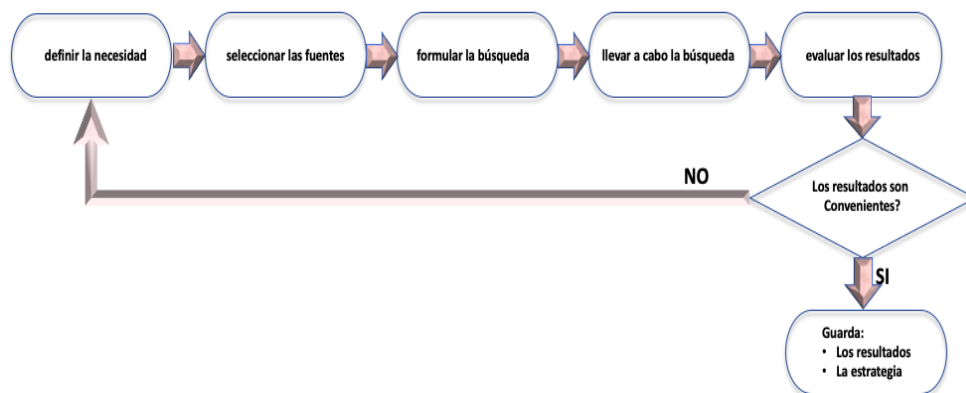 definir la necesidad
seleccionar las fuentes
formular la búsqueda
llevar a cabo la búsqueda
evaluar los resultados
NO
Los resultados son
Convenientes?
SI
Guarda:
• Los resultados
• La estrategia